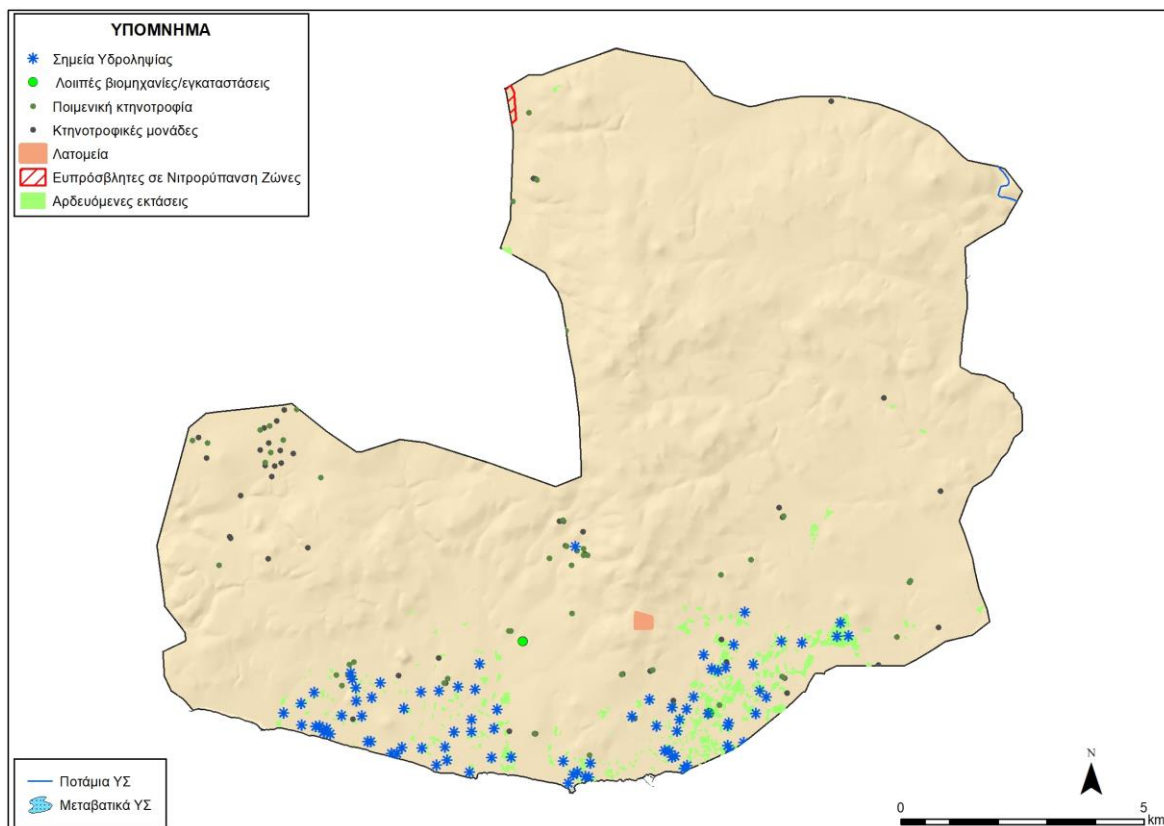 ΥΠΟΜΝΗΜΑ
Σημεία Υδροληψίας
Λοιπές βιομηχανίες/εγκαταστάσεις
Ποιμενική κτηνοτροφία
Κτηνοτροφικές μονάδες
Λατομεία
Ευπρόσβλητες σε Νιτρορύπανση Ζώνες
Αρδευόμενες εκτάσεις
Ποτάμια ΥΣ
Μεταβατικά ΥΣ
N
0 5
km